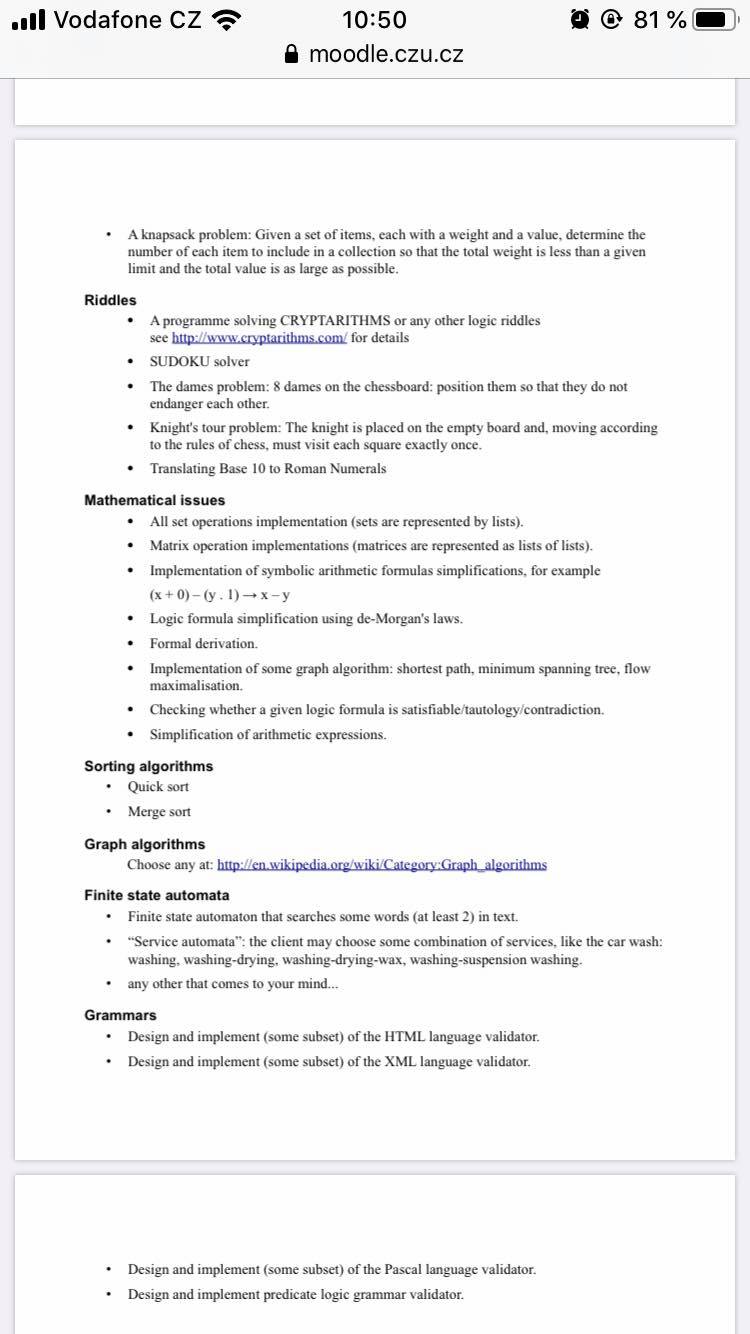 Vodafone CZ 10:50 81 %
moodle.czu.cz
• A knapsack problem: Given a set of items, each with a weight and a value, determine the
number of each item to include in a collection so that the total weight is less than a given
limit and the total value is as large as possible.
Riddles
• A programme solving CRYPTARITHMS or any other logic riddles
see http://www.cryptarithms.com/ for details
• SUDOKU solver
• The dames problem: 8 dames on the chessboard: position them so that they do not
endanger each other.
• Knight's tour problem: The knight is placed on the empty board and, moving according
to the rules of chess, must visit each square exactly once.
• Translating Base 10 to Roman Numerals
Mathematical issues
• All set operations implementation (sets are represented by lists).
• Matrix operation implementations (matrices are represented as lists of lists).
• Implementation of symbolic arithmetic formulas simplifications, for example
(x + 0) – (y . 1) → x – y
• Logic formula simplification using de-Morgan's laws.
• Formal derivation.
• Implementation of some graph algorithm: shortest path, minimum spanning tree, flow
maximalisation.
• Checking whether a given logic formula is satisfiable/tautology/contradiction.
• Simplification of arithmetic expressions.
Sorting algorithms
• Quick sort
• Merge sort
Graph algorithms
Choose any at: http://en.wikipedia.org/wiki/Category:Graph_algorithms
Finite state automata
• Finite state automaton that searches some words (at least 2) in text.
• “Service automata”: the client may choose some combination of services, like the car wash:
washing, washing-drying, washing-drying-wax, washing-suspension washing.
• any other that comes to your mind...
Grammars
• Design and implement (some subset) of the HTML language validator.
• Design and implement (some subset) of the XML language validator.
• Design and implement (some subset) of the Pascal language validator.
• Design and implement predicate logic grammar validator.